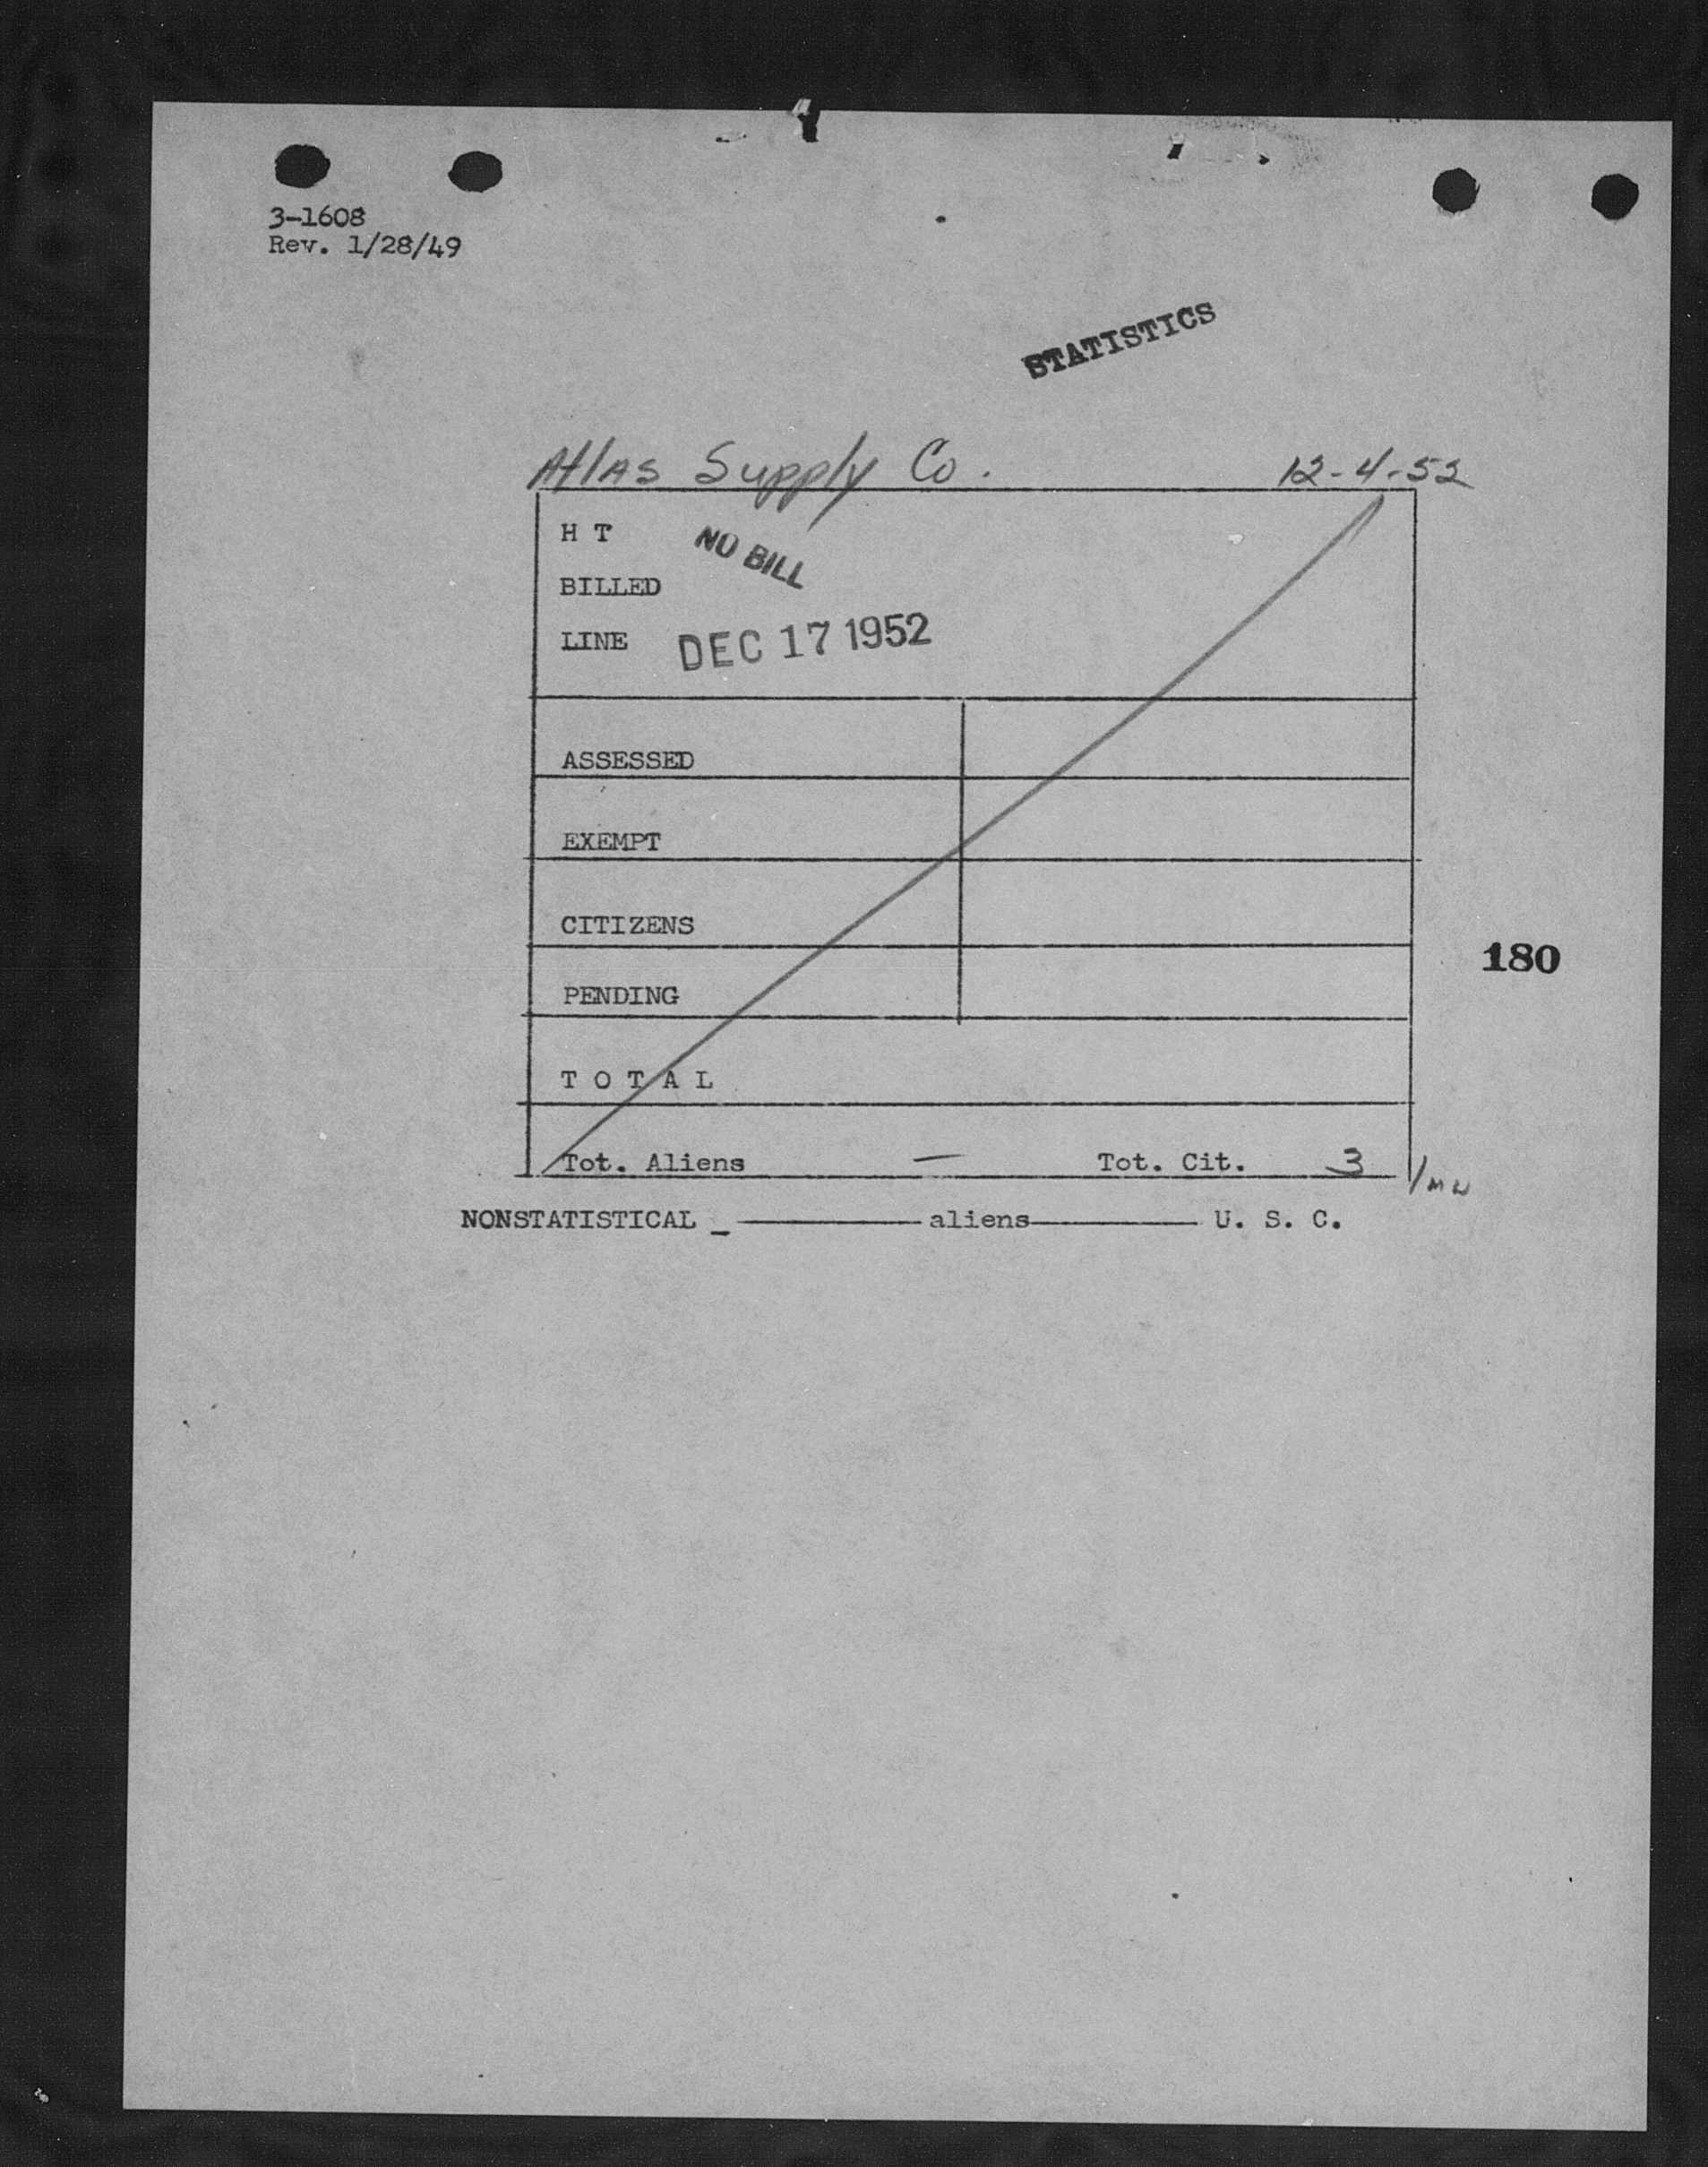 3-1608
Rev. 1/28/49
STATISTICS
Atlas Supply Co. 12-4-52
H T
NO BILL
BILLED
LINE DEC 17 1952
ASSESSED
EXEMPT
CITIZENS
180
PENDING
T O T A L
Tot. Aliens — Tot. Cit. 3
NONSTATISTICAL _ aliens U. S. C.